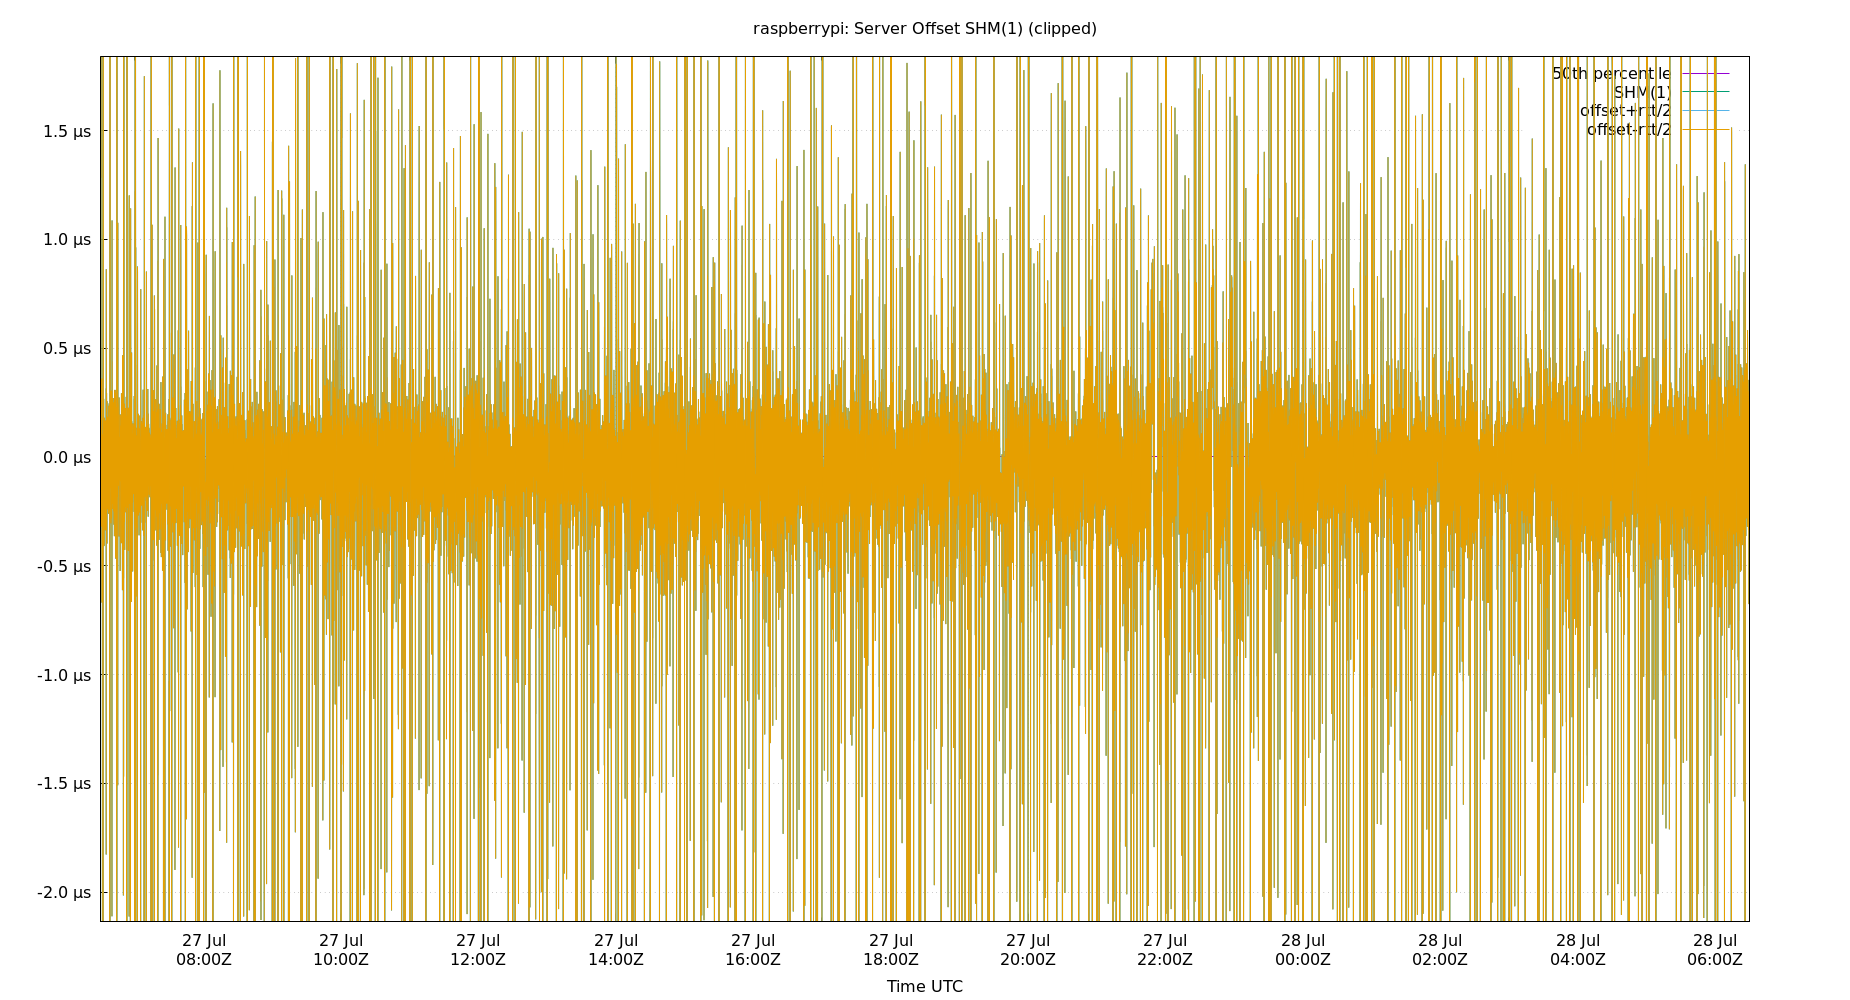 raspberrypi: Server Offset SHM(1) (clipped)
50th percentile
SHM(1)
offset+rtt/2
offset-rtt/2
1.5 µs
1.0 µs
0.5 µs
0.0 µs
-0.5 µs
-1.0 µs
-1.5 µs
-2.0 µs
27 Jul 27 Jul 27 Jul 27 Jul 27 Jul 27 Jul 27 Jul 27 Jul 28 Jul 28 Jul 28 Jul 28 Jul
08:00Z 10:00Z 12:00Z 14:00Z 16:00Z 18:00Z 20:00Z 22:00Z 00:00Z 02:00Z 04:00Z 06:00Z
Time UTC